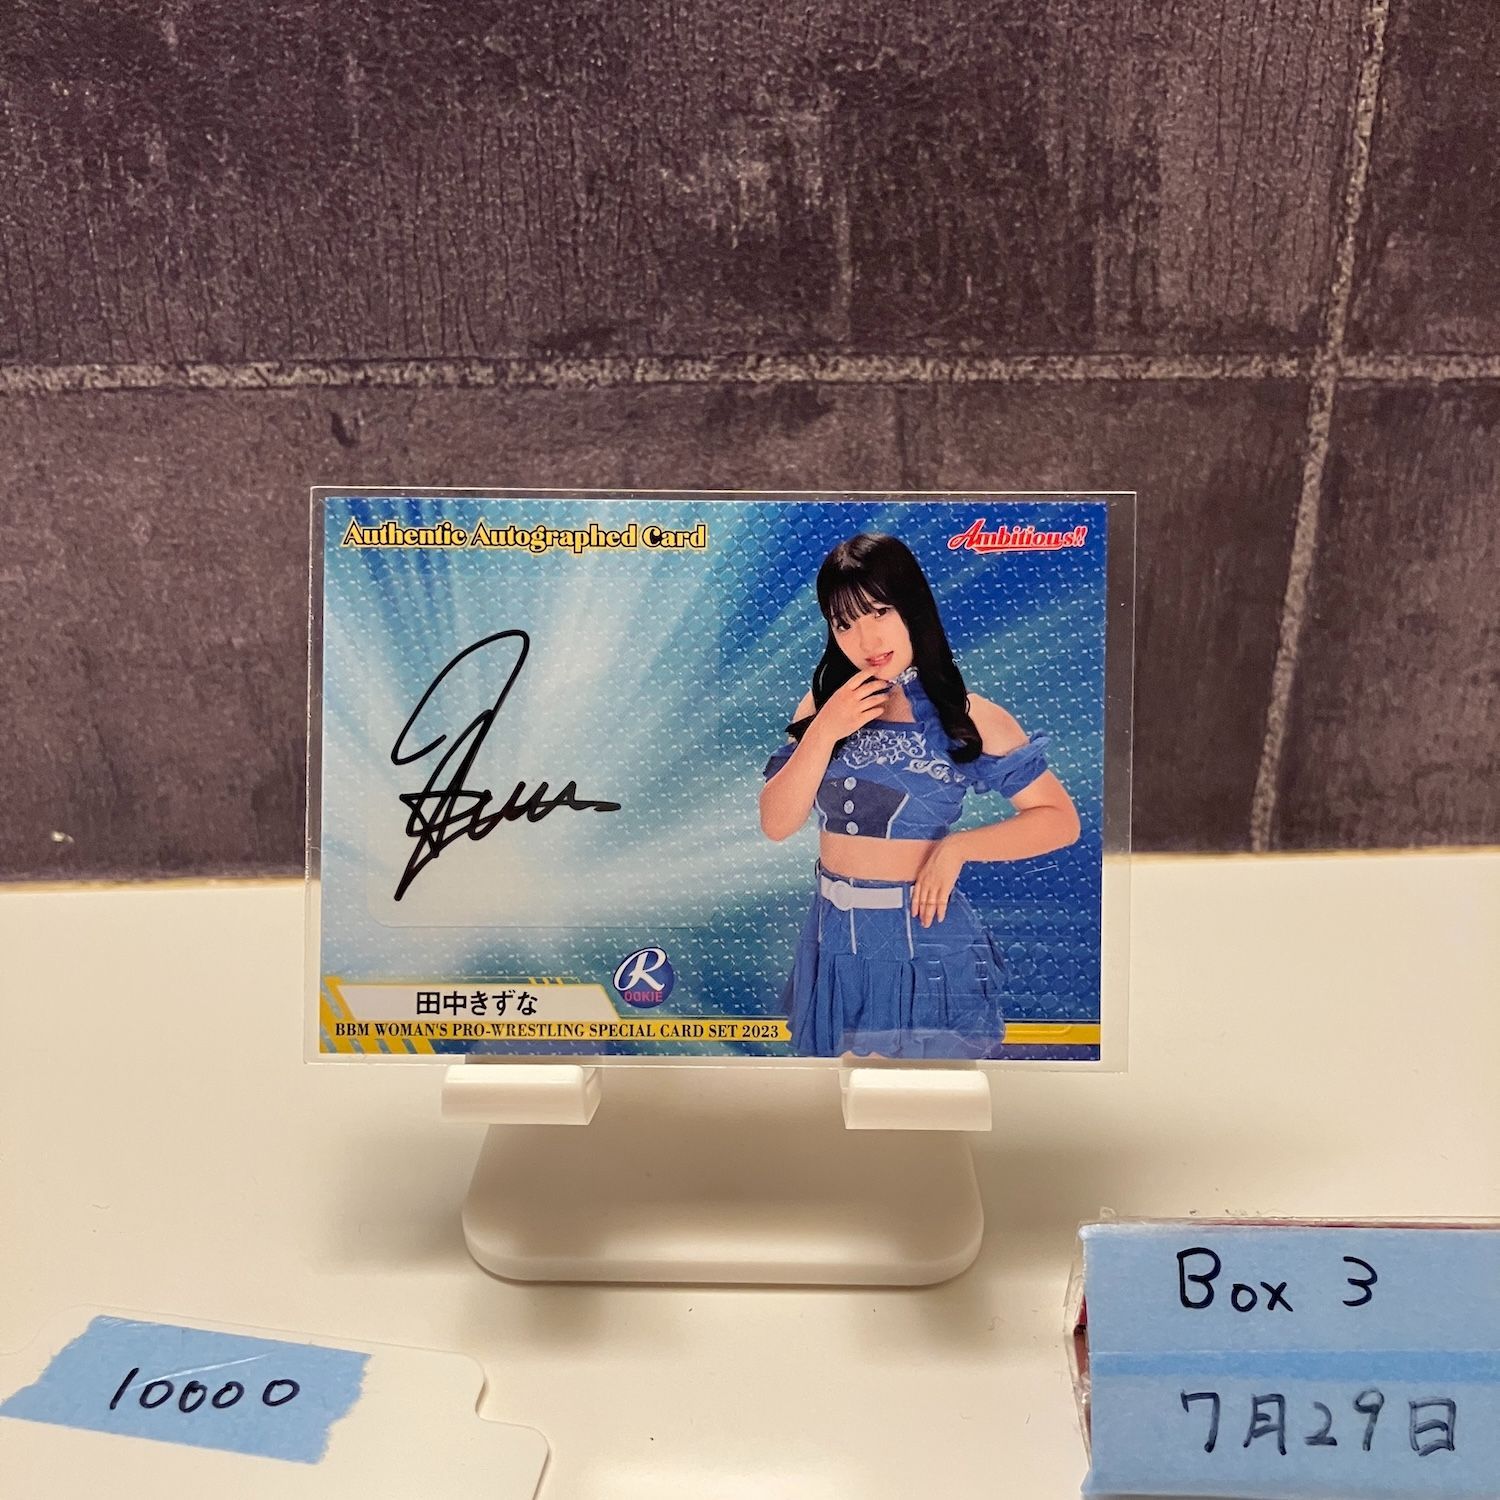 Authentic Autographed Card
Ambitious!!
ROOKIE
田中きずな
BBM WOMAN'S PRO-WRESTLING SPECIAL CARD SET 2023
10000
Box 3
7月29日